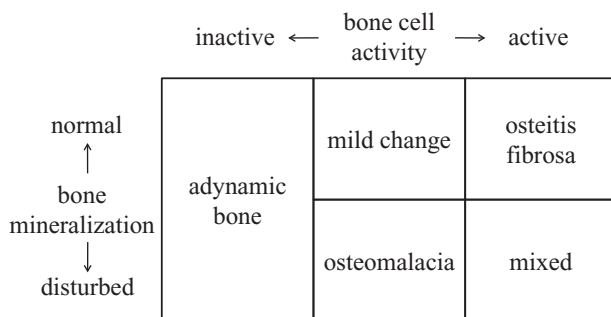 inactive
bone cell
activity
active
normal
bone
mineralization
disturbed
adynamic
bone
mild change
osteitis
fibrosa
osteomalacia
mixed